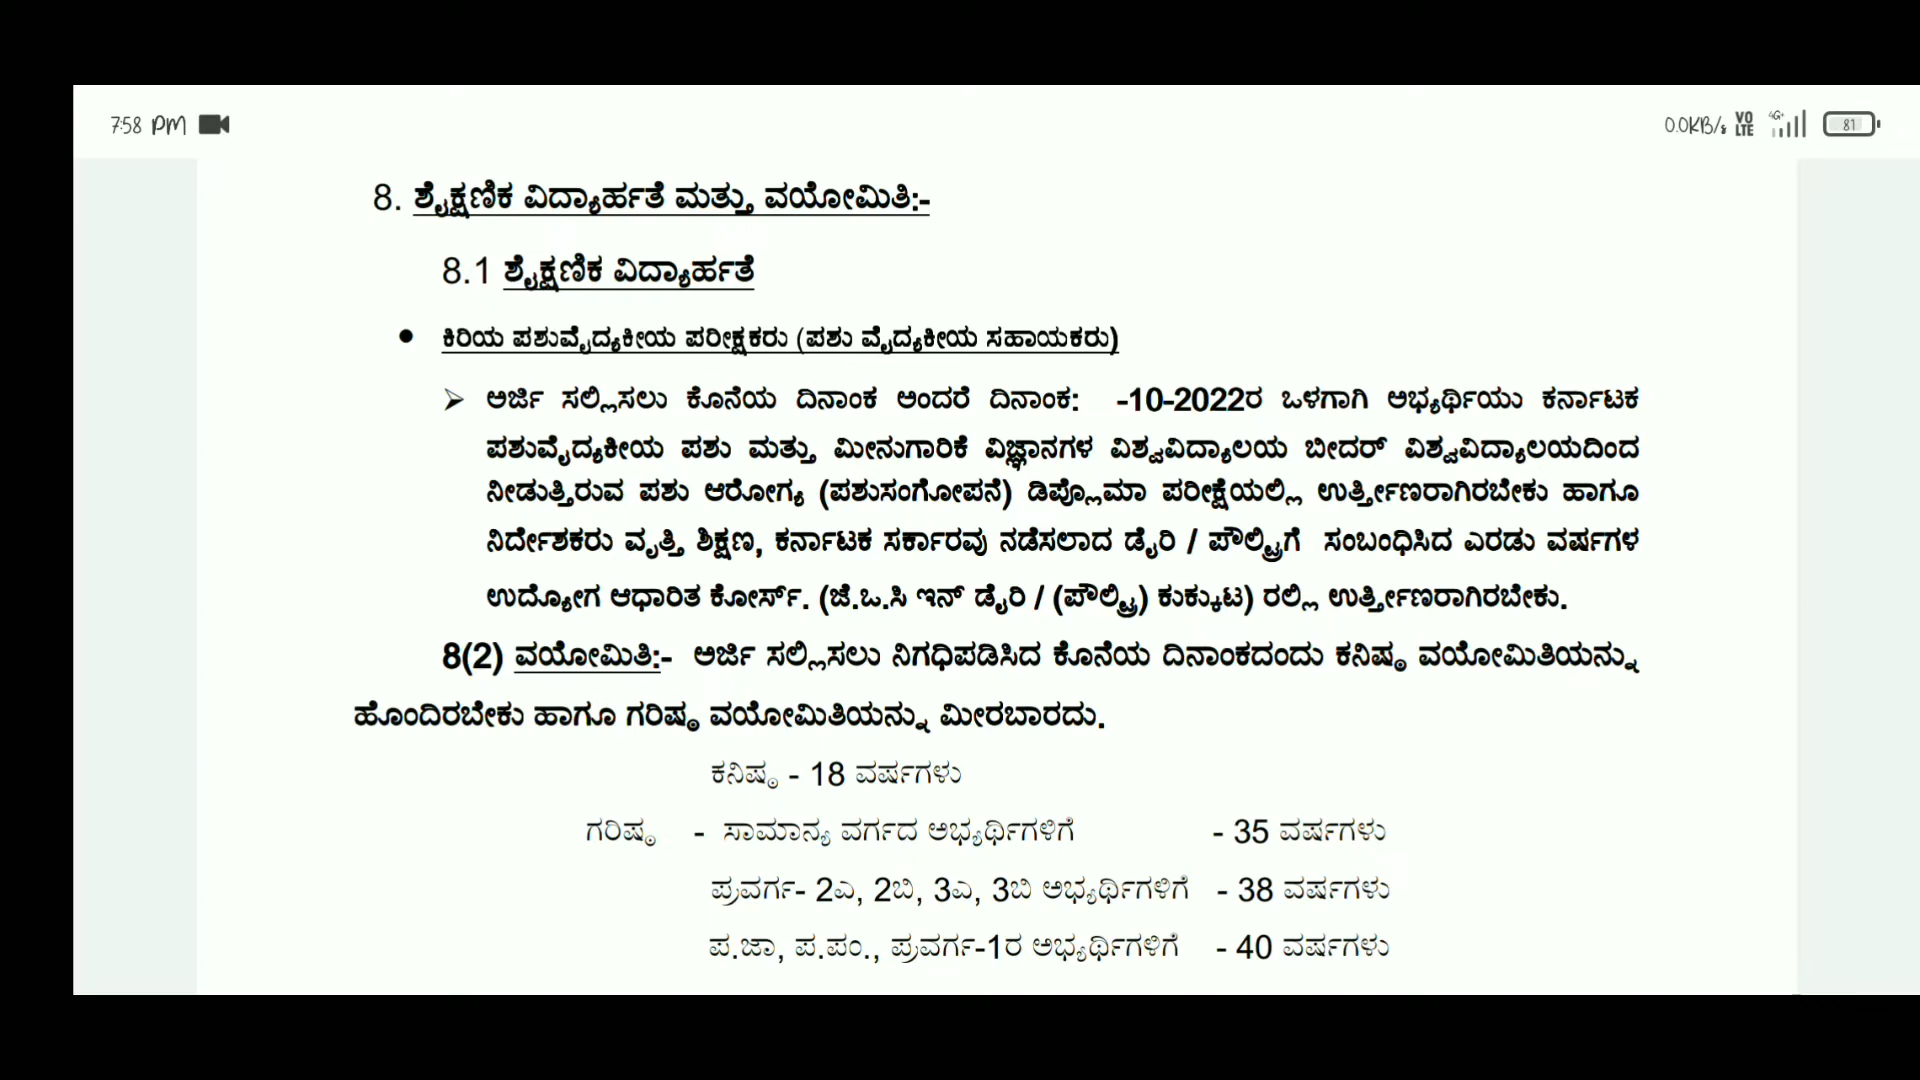 7:58 PM
0.0KB/s VO LTE 4G+ 81
8. ಶೈಕ್ಷಣಿಕ ವಿದ್ಯಾರ್ಹತೆ ಮತ್ತು ವಯೋಮಿತಿ:-
8.1 ಶೈಕ್ಷಣಿಕ ವಿದ್ಯಾರ್ಹತೆ
● ಕಿರಿಯ ಪಶುವೈದ್ಯಕೀಯ ಪರೀಕ್ಷಕರು (ಪಶು ವೈದ್ಯಕೀಯ ಸಹಾಯಕರು)
➢ ಅರ್ಜಿ ಸಲ್ಲಿಸಲು ಕೊನೆಯ ದಿನಾಂಕ ಅಂದರೆ ದಿನಾಂಕ: -10-2022ರ ಒಳಗಾಗಿ ಅಭ್ಯರ್ಥಿಯು ಕರ್ನಾಟಕ
ಪಶುವೈದ್ಯಕೀಯ ಪಶು ಮತ್ತು ಮೀನುಗಾರಿಕೆ ವಿಜ್ಞಾನಗಳ ವಿಶ್ವವಿದ್ಯಾಲಯ ಬೀದರ್ ವಿಶ್ವವಿದ್ಯಾಲಯದಿಂದ
ನೀಡುತ್ತಿರುವ ಪಶು ಆರೋಗ್ಯ (ಪಶುಸಂಗೋಪನೆ) ಡಿಪ್ಲೊಮಾ ಪರೀಕ್ಷೆಯಲ್ಲಿ ಉರ್ತ್ತೀಣರಾಗಿರಬೇಕು ಹಾಗೂ
ನಿರ್ದೇಶಕರು ವೃತ್ತಿ ಶಿಕ್ಷಣ, ಕರ್ನಾಟಕ ಸರ್ಕಾರವು ನಡೆಸಲಾದ ಡೈರಿ / ಪೌಲ್ಟ್ರಿಗೆ ಸಂಬಂಧಿಸಿದ ಎರಡು ವರ್ಷಗಳ
ಉದ್ಯೋಗ ಆಧಾರಿತ ಕೋರ್ಸ್. (ಜೆ.ಒ.ಸಿ ಇನ್ ಡೈರಿ / (ಪೌಲ್ಟ್ರಿ) ಕುಕ್ಕುಟ) ರಲ್ಲಿ ಉರ್ತ್ತೀಣರಾಗಿರಬೇಕು.
8(2) ವಯೋಮಿತಿ:- ಅರ್ಜಿ ಸಲ್ಲಿಸಲು ನಿಗಧಿಪಡಿಸಿದ ಕೊನೆಯ ದಿನಾಂಕದಂದು ಕನಿಷ್ಠ ವಯೋಮಿತಿಯನ್ನು
ಹೊಂದಿರಬೇಕು ಹಾಗೂ ಗರಿಷ್ಠ ವಯೋಮಿತಿಯನ್ನು ಮೀರಬಾರದು.
ಕನಿಷ್ಠ - 18 ವರ್ಷಗಳು
ಗರಿಷ್ಠ - ಸಾಮಾನ್ಯ ವರ್ಗದ ಅಭ್ಯರ್ಥಿಗಳಿಗೆ - 35 ವರ್ಷಗಳು
ಪ್ರವರ್ಗ- 2ಎ, 2ಬಿ, 3ಎ, 3ಬಿ ಅಭ್ಯರ್ಥಿಗಳಿಗೆ - 38 ವರ್ಷಗಳು
ಪ.ಜಾ, ಪ.ಪಂ., ಪ್ರವರ್ಗ-1ರ ಅಭ್ಯರ್ಥಿಗಳಿಗೆ - 40 ವರ್ಷಗಳು